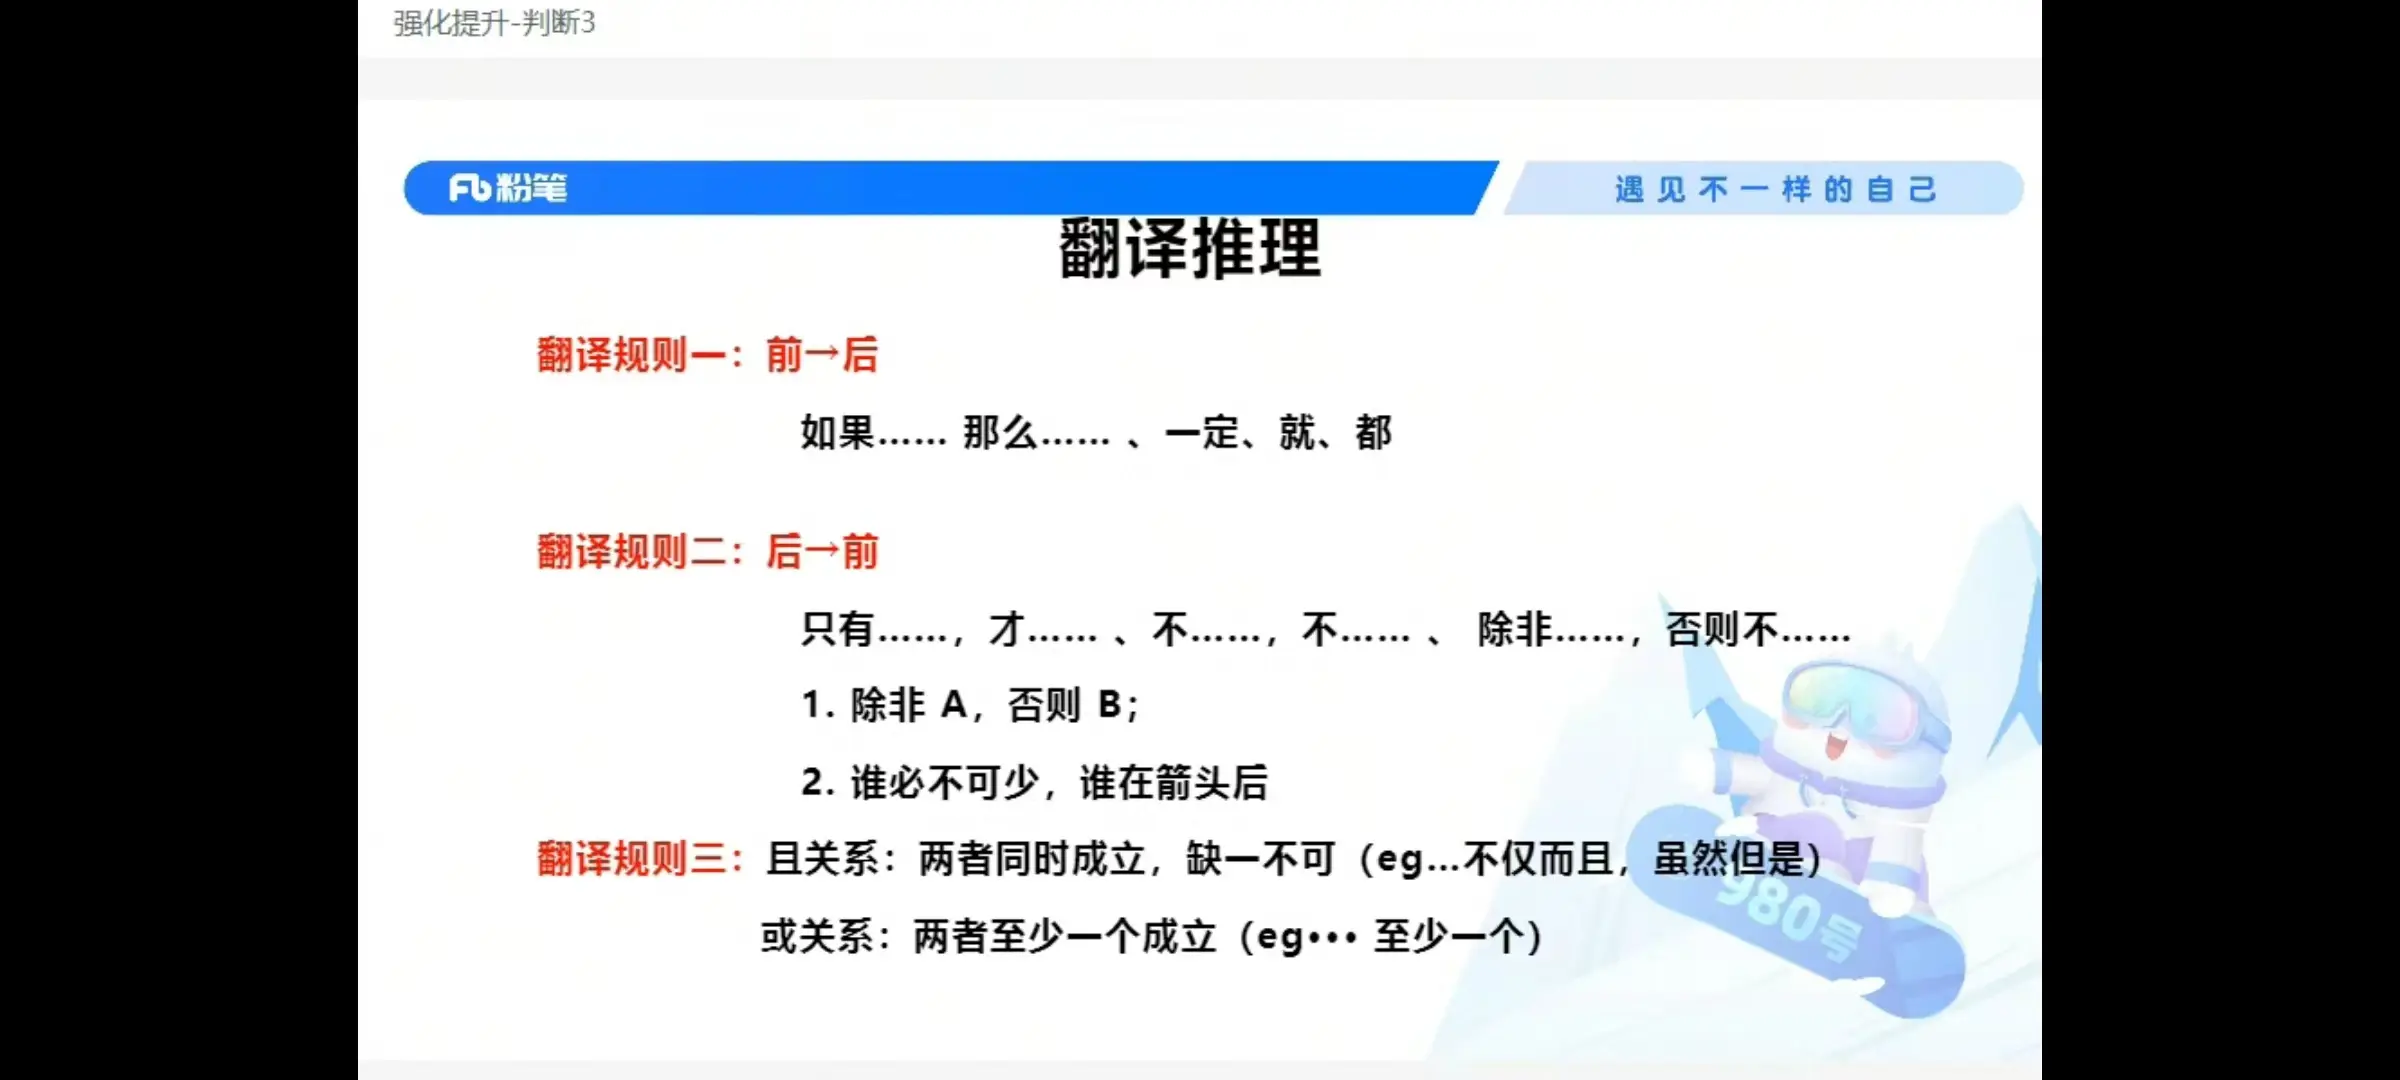 强化提升-判断3
粉笔
遇见不一样的自己
翻译推理
翻译规则一：前→后
如果…… 那么…… 、一定、就、都
翻译规则二：后→前
只有……，才…… 、不……，不…… 、 除非……，否则不……
1. 除非 A，否则 B；
2. 谁必不可少，谁在箭头后
翻译规则三：且关系：两者同时成立，缺一不可（eg…不仅而且，虽然但是）
或关系：两者至少一个成立（eg••• 至少一个）
980号